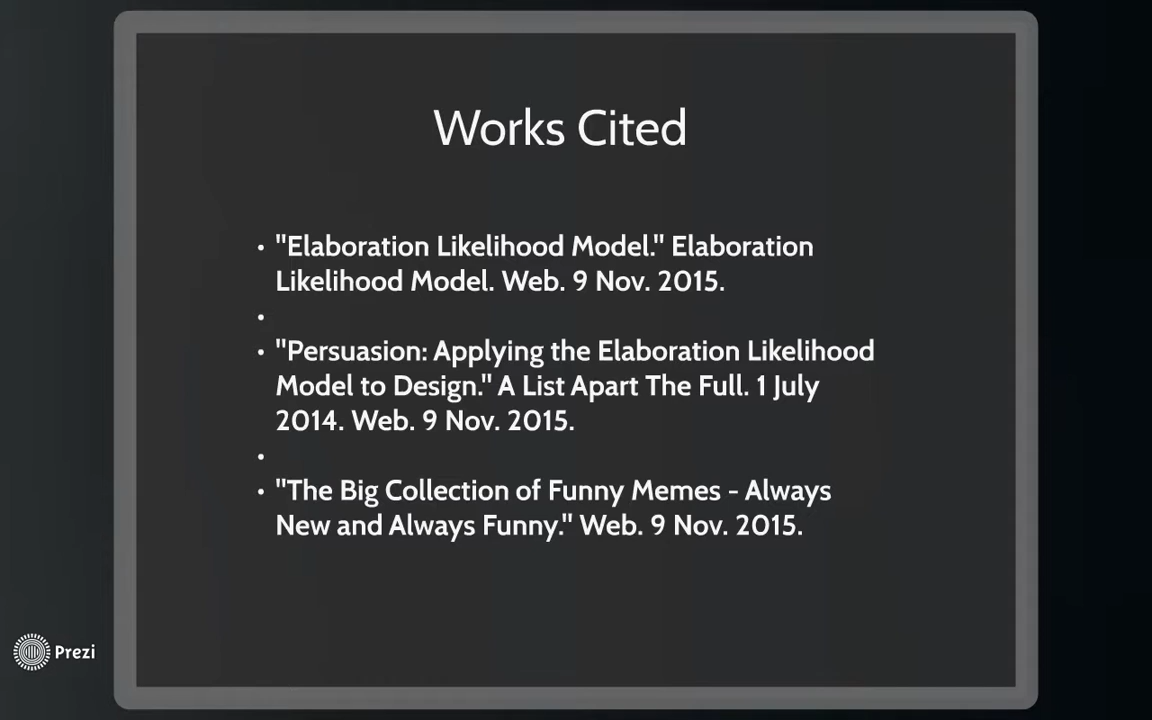 Works Cited
• "Elaboration Likelihood Model." Elaboration
Likelihood Model. Web. 9 Nov. 2015.
•
• "Persuasion: Applying the Elaboration Likelihood
Model to Design." A List Apart The Full. 1 July
2014. Web. 9 Nov. 2015.
•
• "The Big Collection of Funny Memes - Always
New and Always Funny." Web. 9 Nov. 2015.
Prezi